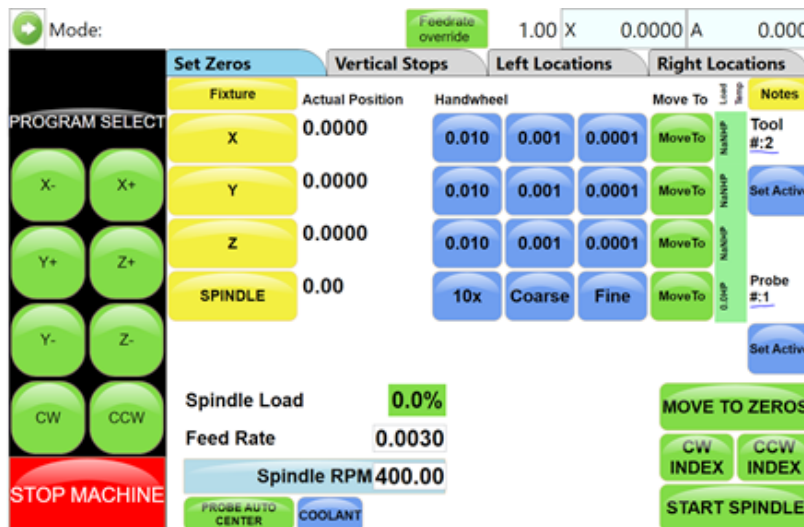 Mode:
Feedrate
override
1.00 X 0.0000 A 0.000
Set Zeros Vertical Stops Left Locations Right Locations
PROGRAM SELECT
X- X+
Y+ Z+
Y- Z-
CW CCW
STOP MACHINE
Fixture Actual Position Handwheel Move To Load
Temp Notes
X 0.0000 0.010 0.001 0.0001 MoveTo NaNHP
Tool
#:2
Y 0.0000 0.010 0.001 0.0001 MoveTo NaNHP Set Active
Z 0.0000 0.010 0.001 0.0001 MoveTo NaNHP
SPINDLE 0.00 10x Coarse Fine MoveTo 0.0HP
Probe
#:1
Set Active
Spindle Load 0.0%
Feed Rate 0.0030
Spindle RPM 400.00
PROBE AUTO
CENTER
COOLANT
MOVE TO ZEROS
CW
INDEX
CCW
INDEX
START SPINDLE